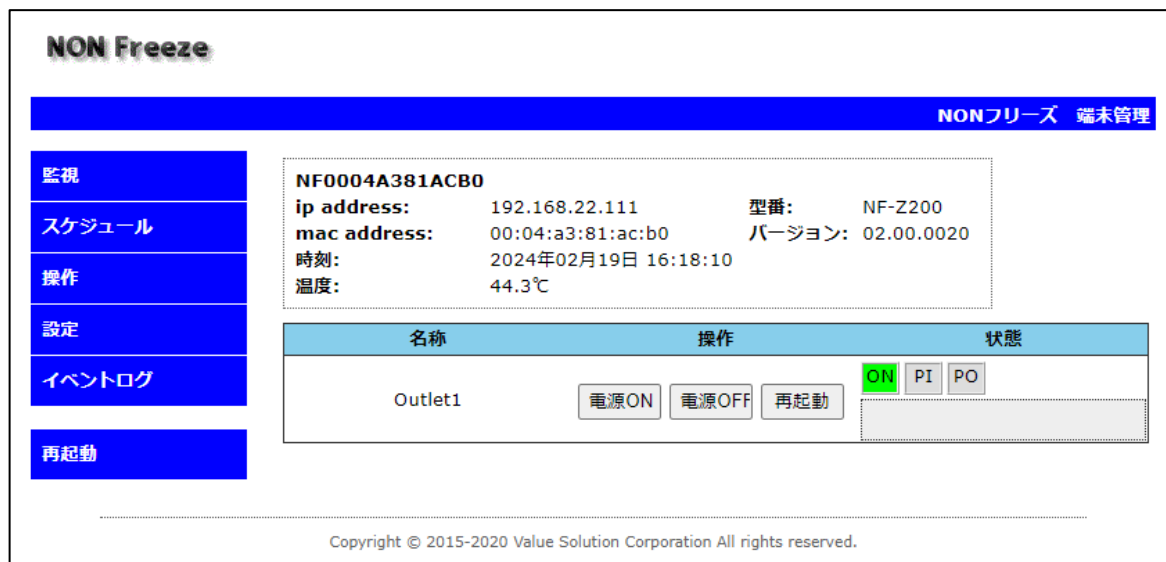 NON Freeze
NONフリーズ 端末管理
監視
スケジュール
操作
設定
イベントログ
再起動
NF0004A381ACB0
ip address: 192.168.22.111 型番: NF-Z200
mac address: 00:04:a3:81:ac:b0 バージョン: 02.00.0020
時刻: 2024年02月19日 16:18:10
温度: 44.3℃
名称 操作 状態
Outlet1 電源ON 電源OFF 再起動 ON PI PO
Copyright © 2015-2020 Value Solution Corporation All rights reserved.